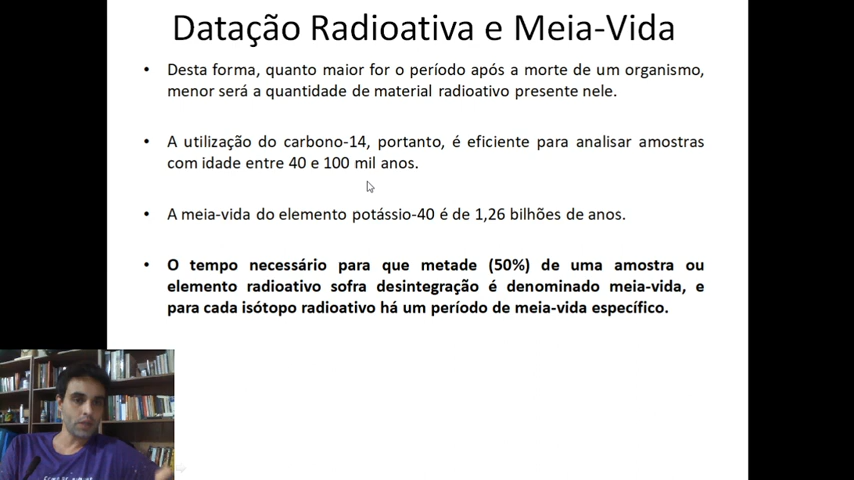 Datação Radioativa e Meia-Vida
• Desta forma, quanto maior for o período após a morte de um organismo,
menor será a quantidade de material radioativo presente nele.
• A utilização do carbono-14, portanto, é eficiente para analisar amostras
com idade entre 40 e 100 mil anos.
• A meia-vida do elemento potássio-40 é de 1,26 bilhões de anos.
• O tempo necessário para que metade (50%) de uma amostra ou
elemento radioativo sofra desintegração é denominado meia-vida, e
para cada isótopo radioativo há um período de meia-vida específico.